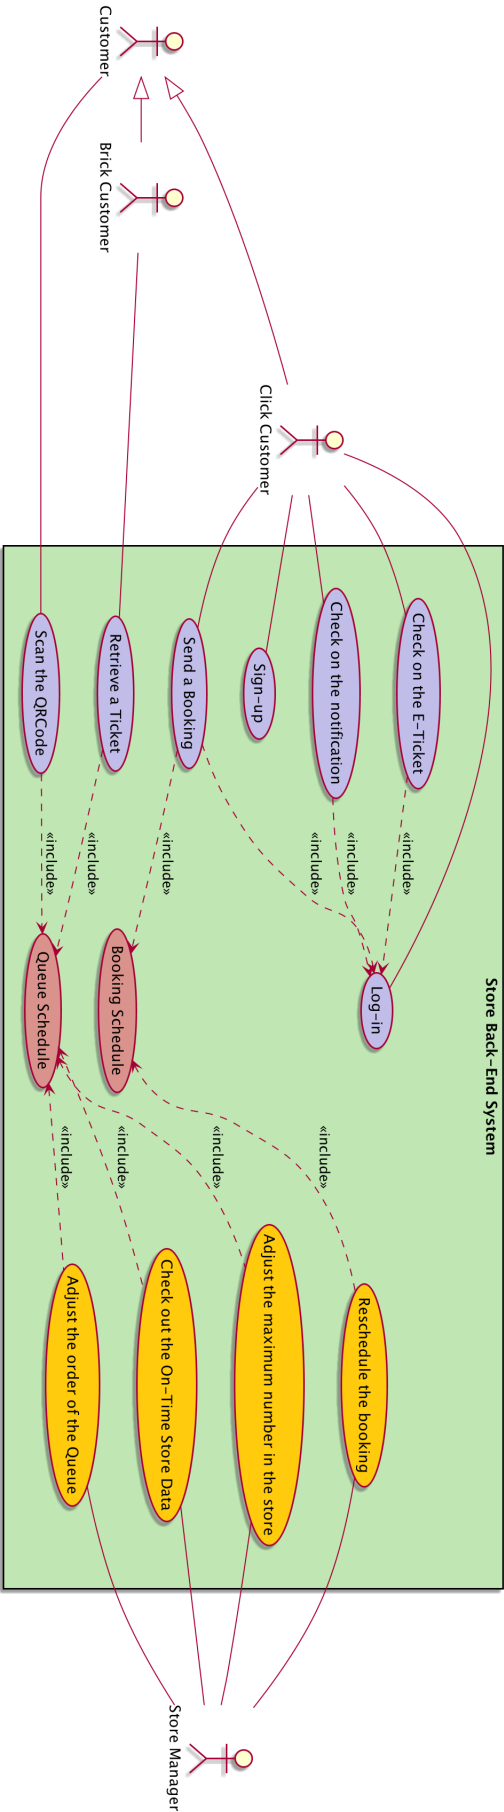 Store Back-End System
Customer
Brick Customer
Click Customer
Check on the E-Ticket
Check on the notification
Sign-up
Send a Booking
Retrieve a Ticket
Scan the QRCode
«include»
«include»
«include»
«include»
«include»
«include»
Log-in
Booking Schedule
Queue Schedule
«include»
«include»
«include»
«include»
Reschedule the booking
Adjust the maximum number in the store
Check out the On-Time Store Data
Adjust the order of the Queue
Store Manager